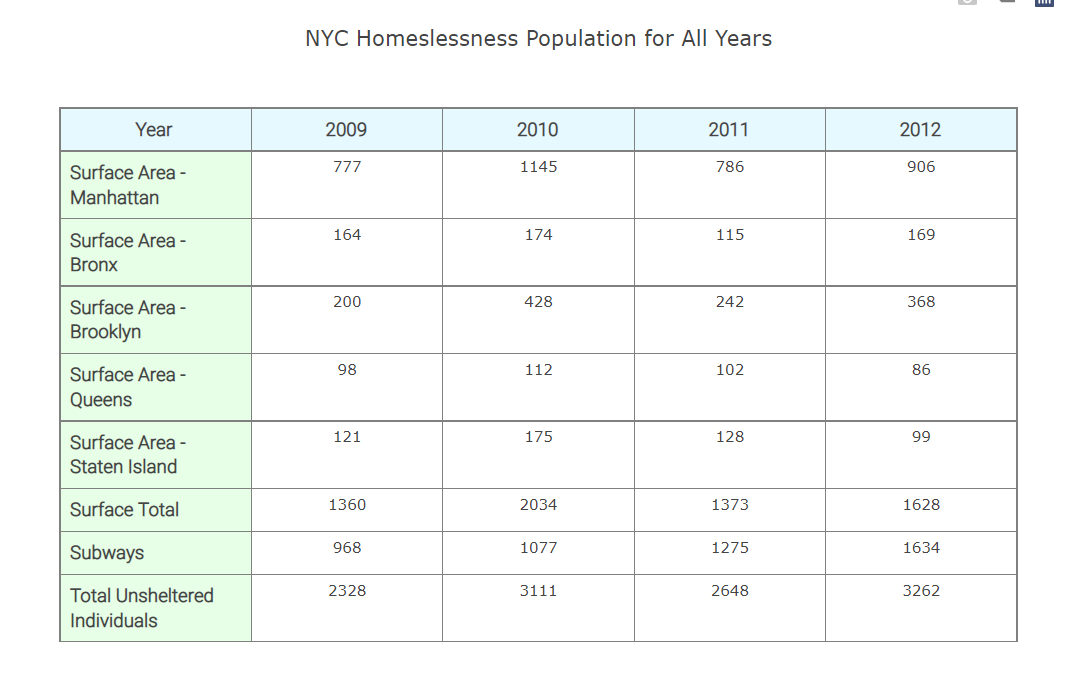 NYC Homeslessness Population for All Years
Year 2009 2010 2011 2012
Surface Area - 777 1145 786 906
Manhattan
Surface Area - 164 174 115 169
Bronx
Surface Area - 200 428 242 368
Brooklyn
Surface Area - 98 112 102 86
Queens
Surface Area - 121 175 128 99
Staten Island
Surface Total 1360 2034 1373 1628
Subways 968 1077 1275 1634
Total Unsheltered 2328 3111 2648 3262
Individuals